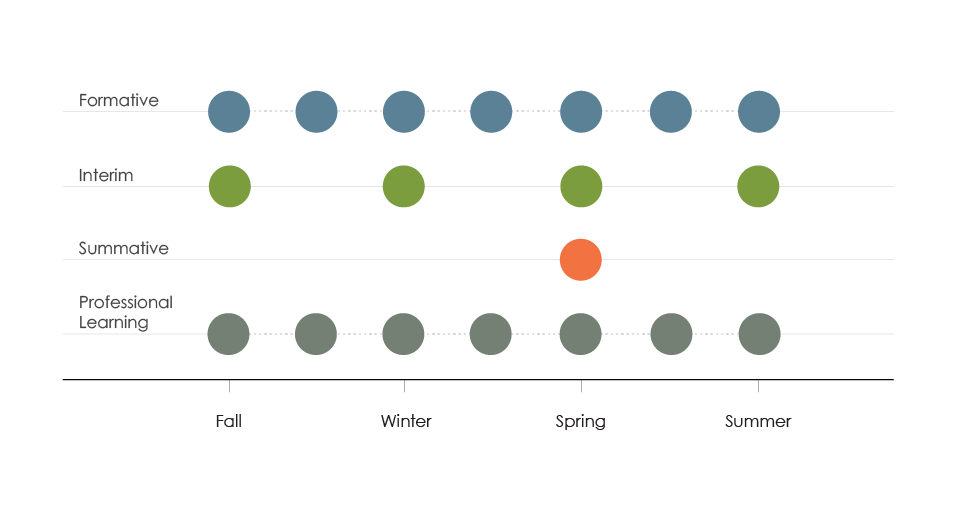 Formative
Interim
Summative
Professional
Learning
Fall
Winter
Spring
Summer